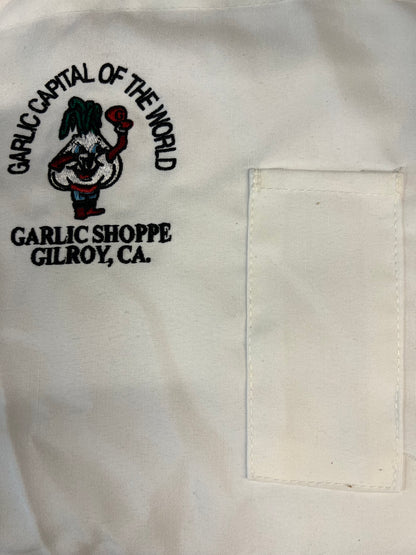 GARLIC CAPITAL OF THE WORLD
GARLIC SHOPPE
GILROY, CA.